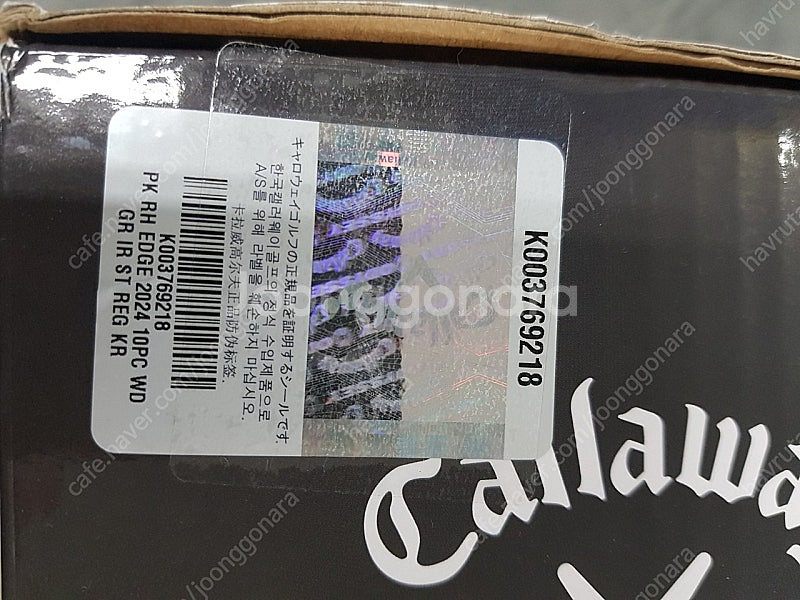 キャロウェイゴルフの正規品を証明するシールです.
한국캘러웨이골프의 정식 수입제품으로
A/S를 위해 라벨을 훼손하지 마십시오.
卡拉威高尔夫正品防伪标签.
K003769218
PK RH EDGE 2024 10PC WD
GR IR ST REG KR
K003769218
Callawa
joonggonara
cafe.naver.com/joonggonara